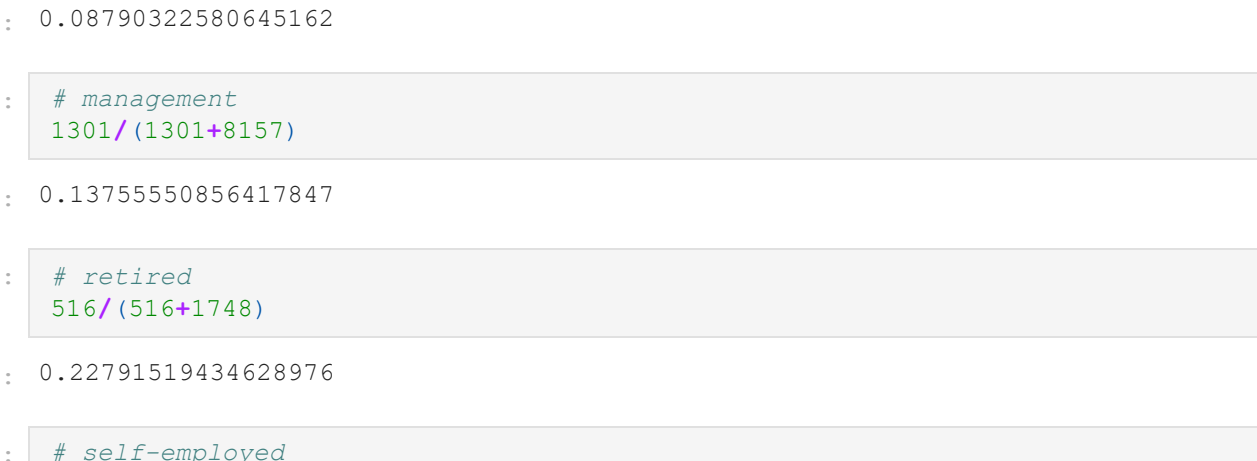 : 0.08790322580645162
: # management
1301/(1301+8157)
: 0.13755550856417847
: # retired
516/(516+1748)
: 0.22791519434628976
: # self-employed